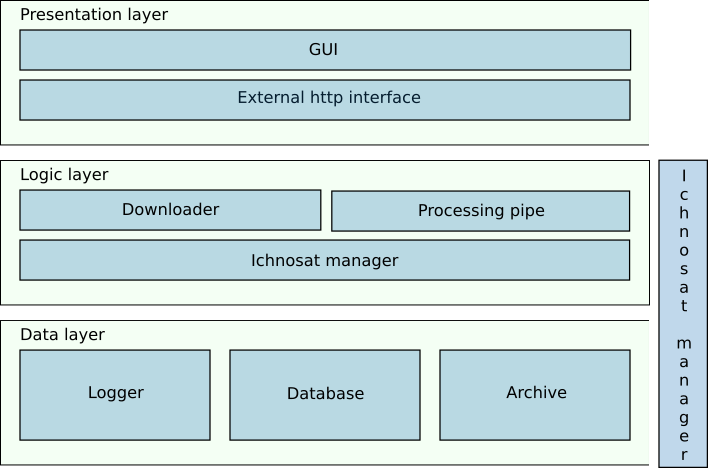 Presentation layer
GUI
External http interface
Logic layer
Downloader
Processing pipe
Ichnosat manager
Data layer
Logger
Database
Archive
Ichnosat manager